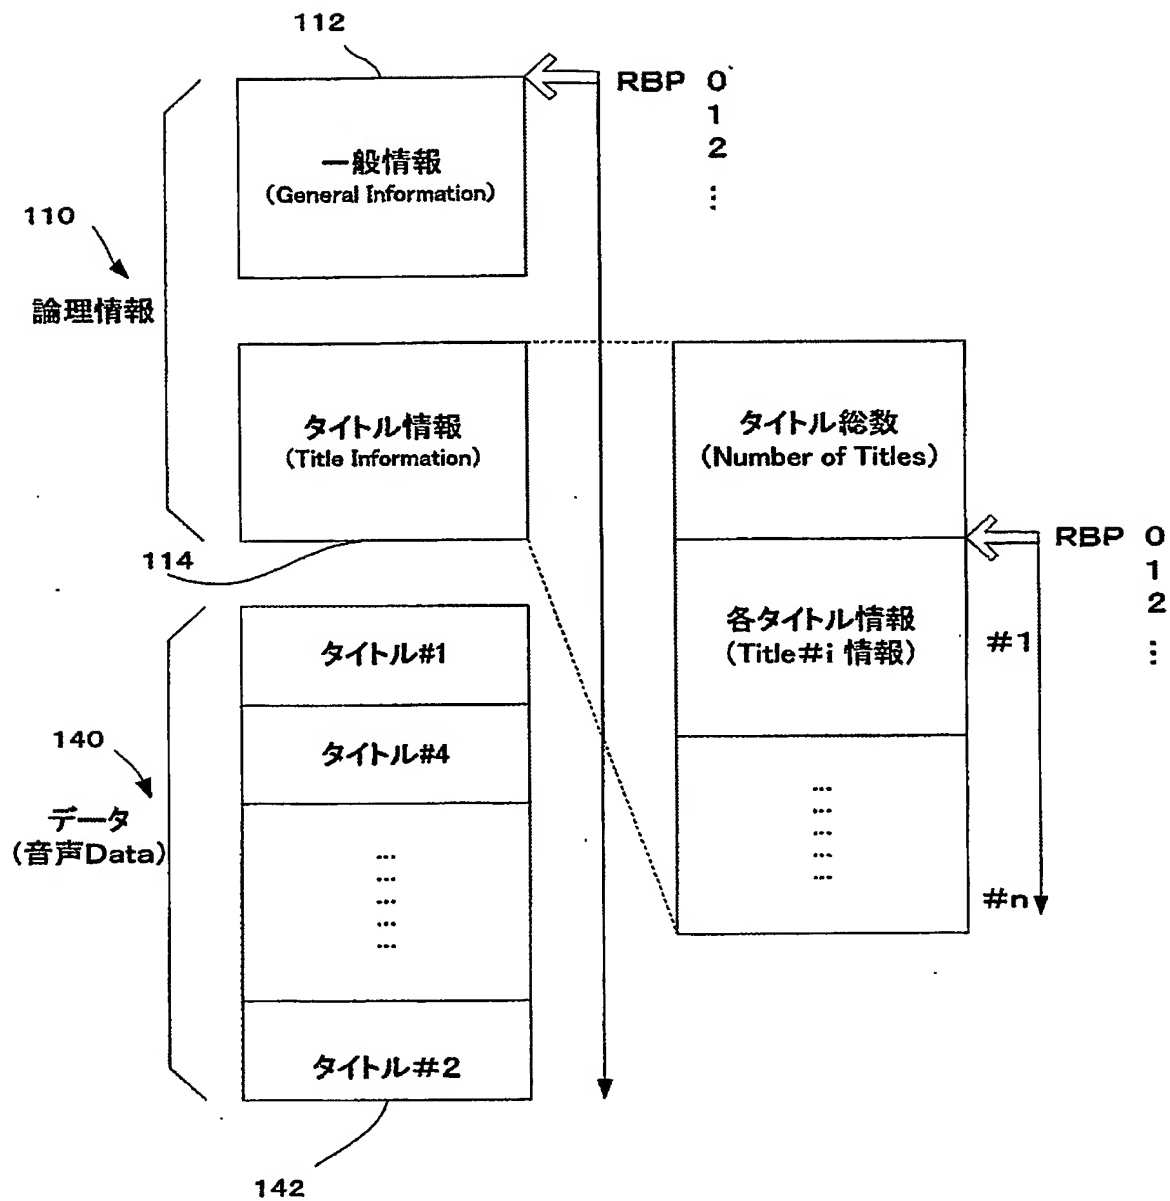 112
RBP 0
1
2
...
一般情報
(General Information)
110
論理情報
タイトル情報
(Title Information)
タイトル総数
(Number of Titles)
114
RBP 0
1
2
...
各タイトル情報
(Title#i 情報)
#1
タイトル#1
140
タイトル#4
データ
(音声Data)
...
...
...
...
...
...
...
...
...
...
#n
タイトル#2
142